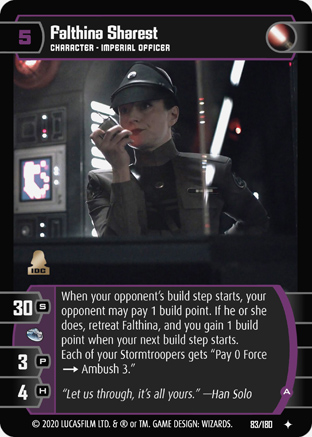 5
Falthina Sharest
CHARACTER - IMPERIAL OFFICER
IDC
30 S
3 P
4 H
When your opponent's build step starts, your
opponent may pay 1 build point. If he or she
does, retreat Falthina, and you gain 1 build
point when your next build step starts.
Each of your Stormtroopers gets "Pay 0 Force
→ Ambush 3."
"Let us through, it's all yours." —Han Solo
A
© 2020 LUCASFILM LTD. & ® or TM. GAME DESIGN: WIZARDS.
83/180